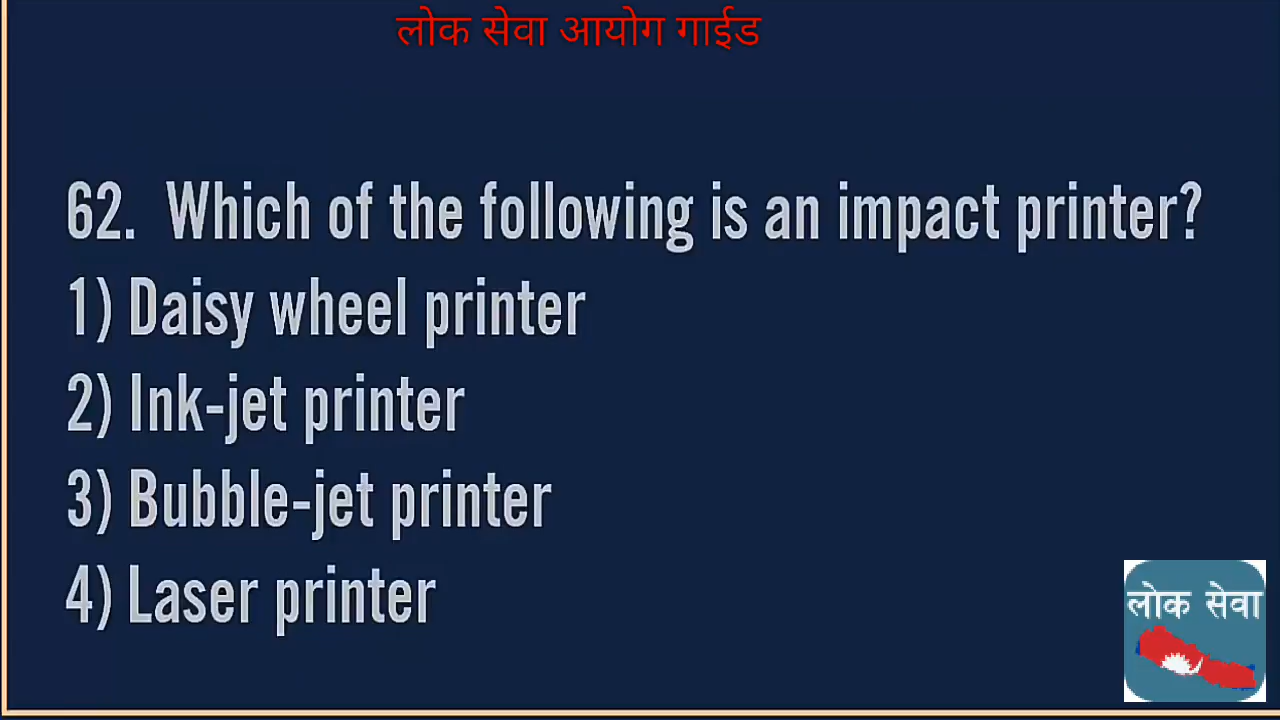 लोक सेवा आयोग गाईड
62. Which of the following is an impact printer?
1) Daisy wheel printer
2) Ink-jet printer
3) Bubble-jet printer
4) Laser printer
लोक सेवा